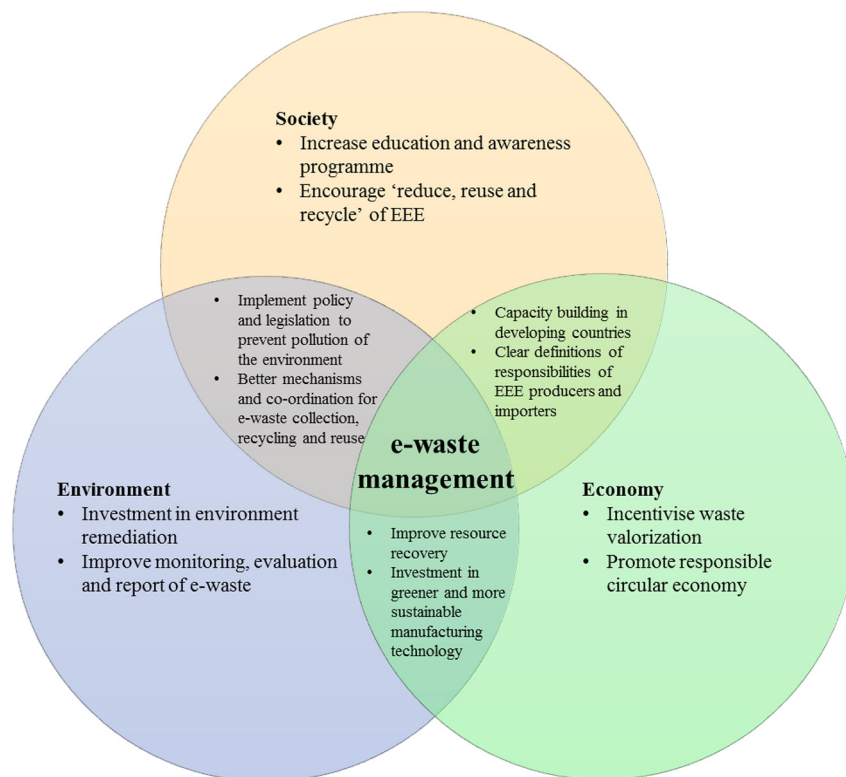 Society
• Increase education and awareness
programme
• Encourage ‘reduce, reuse and
recycle’ of EEE
• Implement policy
and legislation to
prevent pollution of
the environment
• Better mechanisms
and co-ordination for
e-waste collection,
recycling and reuse
• Capacity building in
developing countries
• Clear definitions of
responsibilities of
EEE producers and
importers
e-waste
management
Environment
• Investment in environment
remediation
• Improve monitoring, evaluation
and report of e-waste
• Improve resource
recovery
• Investment in
greener and more
sustainable
manufacturing
technology
Economy
• Incentivise waste
valorization
• Promote responsible
circular economy